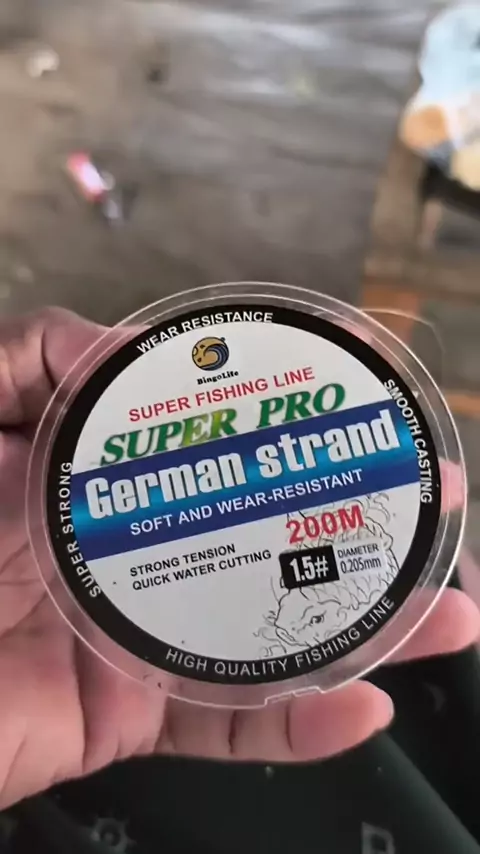 WEAR RESISTANCE
BingoLife
SUPER FISHING LINE
SUPER PRO
German strand
SOFT AND WEAR-RESISTANT
200M
STRONG TENSION
QUICK WATER CUTTING
1.5#
DIAMETER
0.205mm
SUPER STRONG
SMOOTH CASTING
HIGH QUALITY FISHING LINE